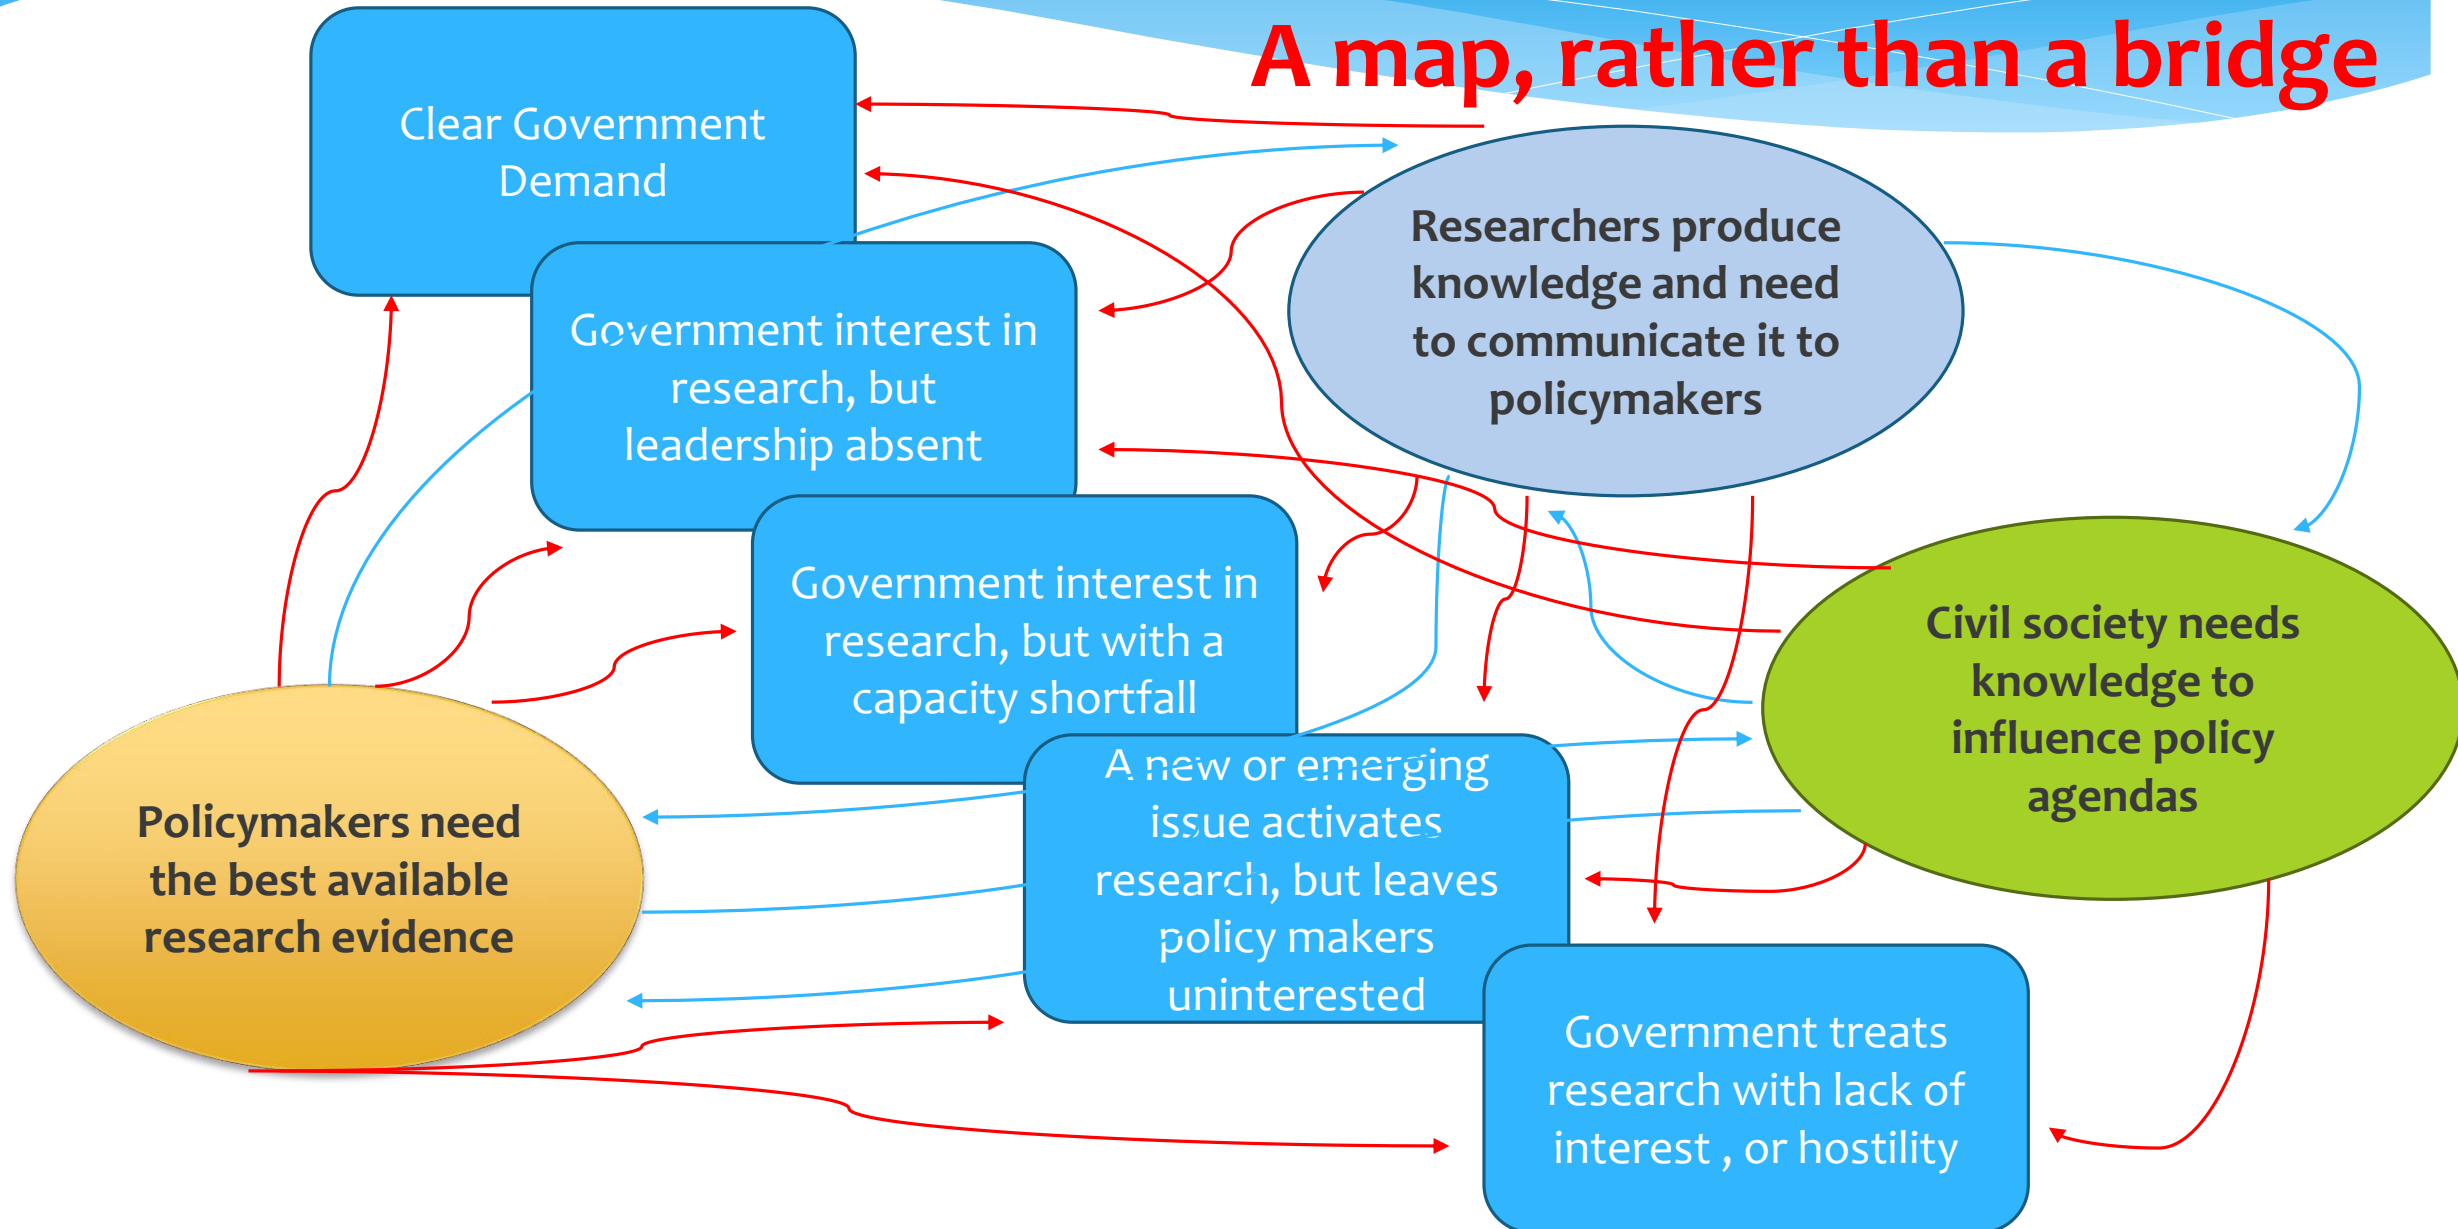 A map, rather than a bridge
Clear Government
Demand
Researchers produce
knowledge and need
to communicate it to
policymakers
Government interest in
research, but
leadership absent
Government interest in
research, but with a
capacity shortfall
Civil society needs
knowledge to
influence policy
agendas
A new or emerging
issue activates
research, but leaves
policy makers
uninterested
Policymakers need
the best available
research evidence
Government treats
research with lack of
interest , or hostility